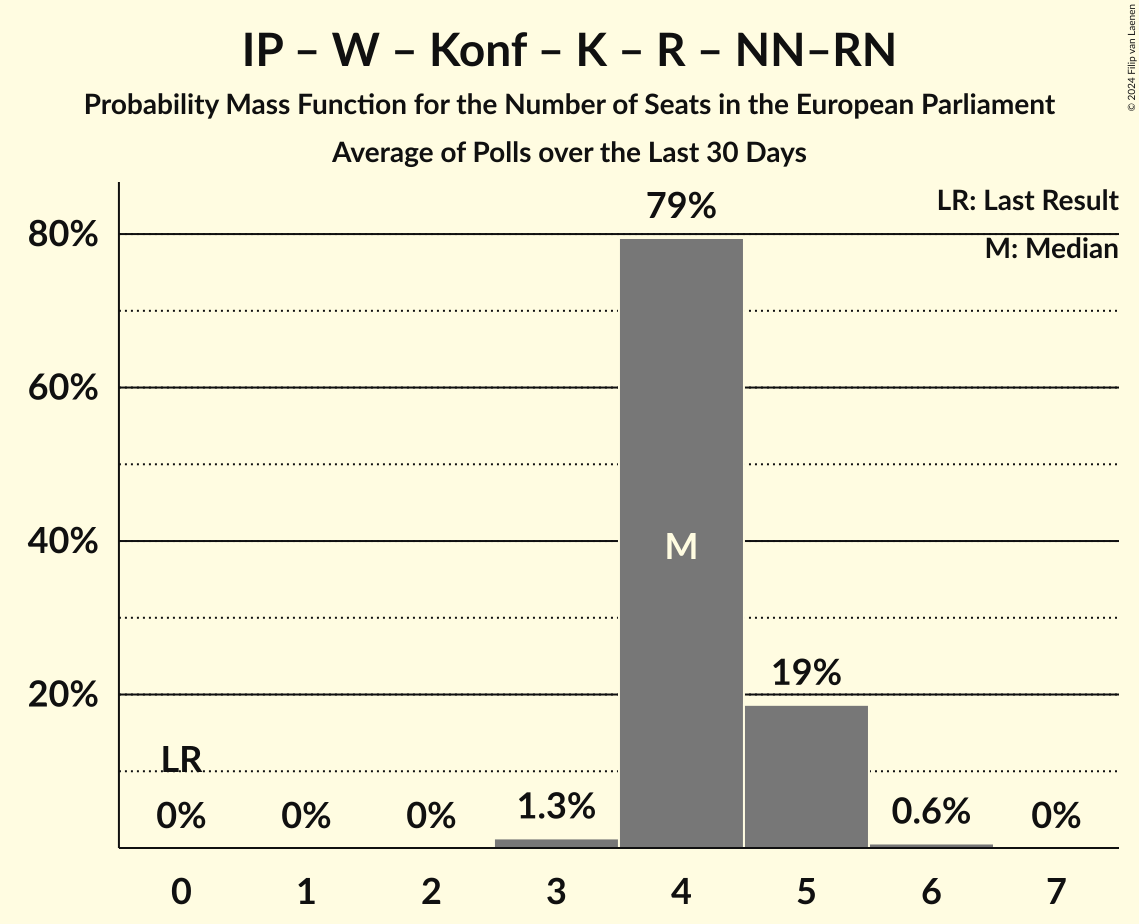 IP – W – Konf – K – R – NN–RN
Probability Mass Function for the Number of Seats in the European Parliament
Average of Polls over the Last 30 Days
© 2024 Filip van Laenen
LR: Last Result
M: Median
80%
60%
40%
20%
79%
M
19%
LR
0%
0%
0%
1.3%
0.6%
0%
0
1
2
3
4
5
6
7